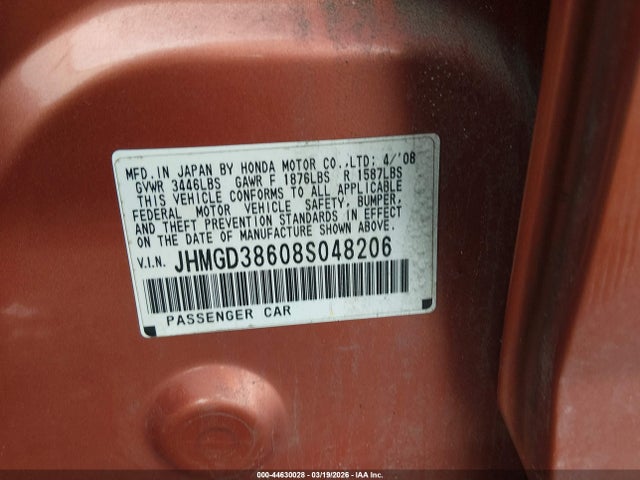 MFD.IN JAPAN BY HONDA MOTOR CO.,LTD: 4/'08
GVWR 3446LBS GAWR F 1876LBS R 1587LBS
THIS VEHICLE CONFORMS TO ALL APPLICABLE
FEDERAL MOTOR VEHICLE SAFETY, BUMPER,
AND THEFT PREVENTION STANDARDS IN EFFECT
ON THE DATE OF MANUFACTURE SHOWN ABOVE.
V.I.N. JHMGD38608S048206
PASSENGER CAR
000-44630028 - 03/19/2026 - IAA Inc.